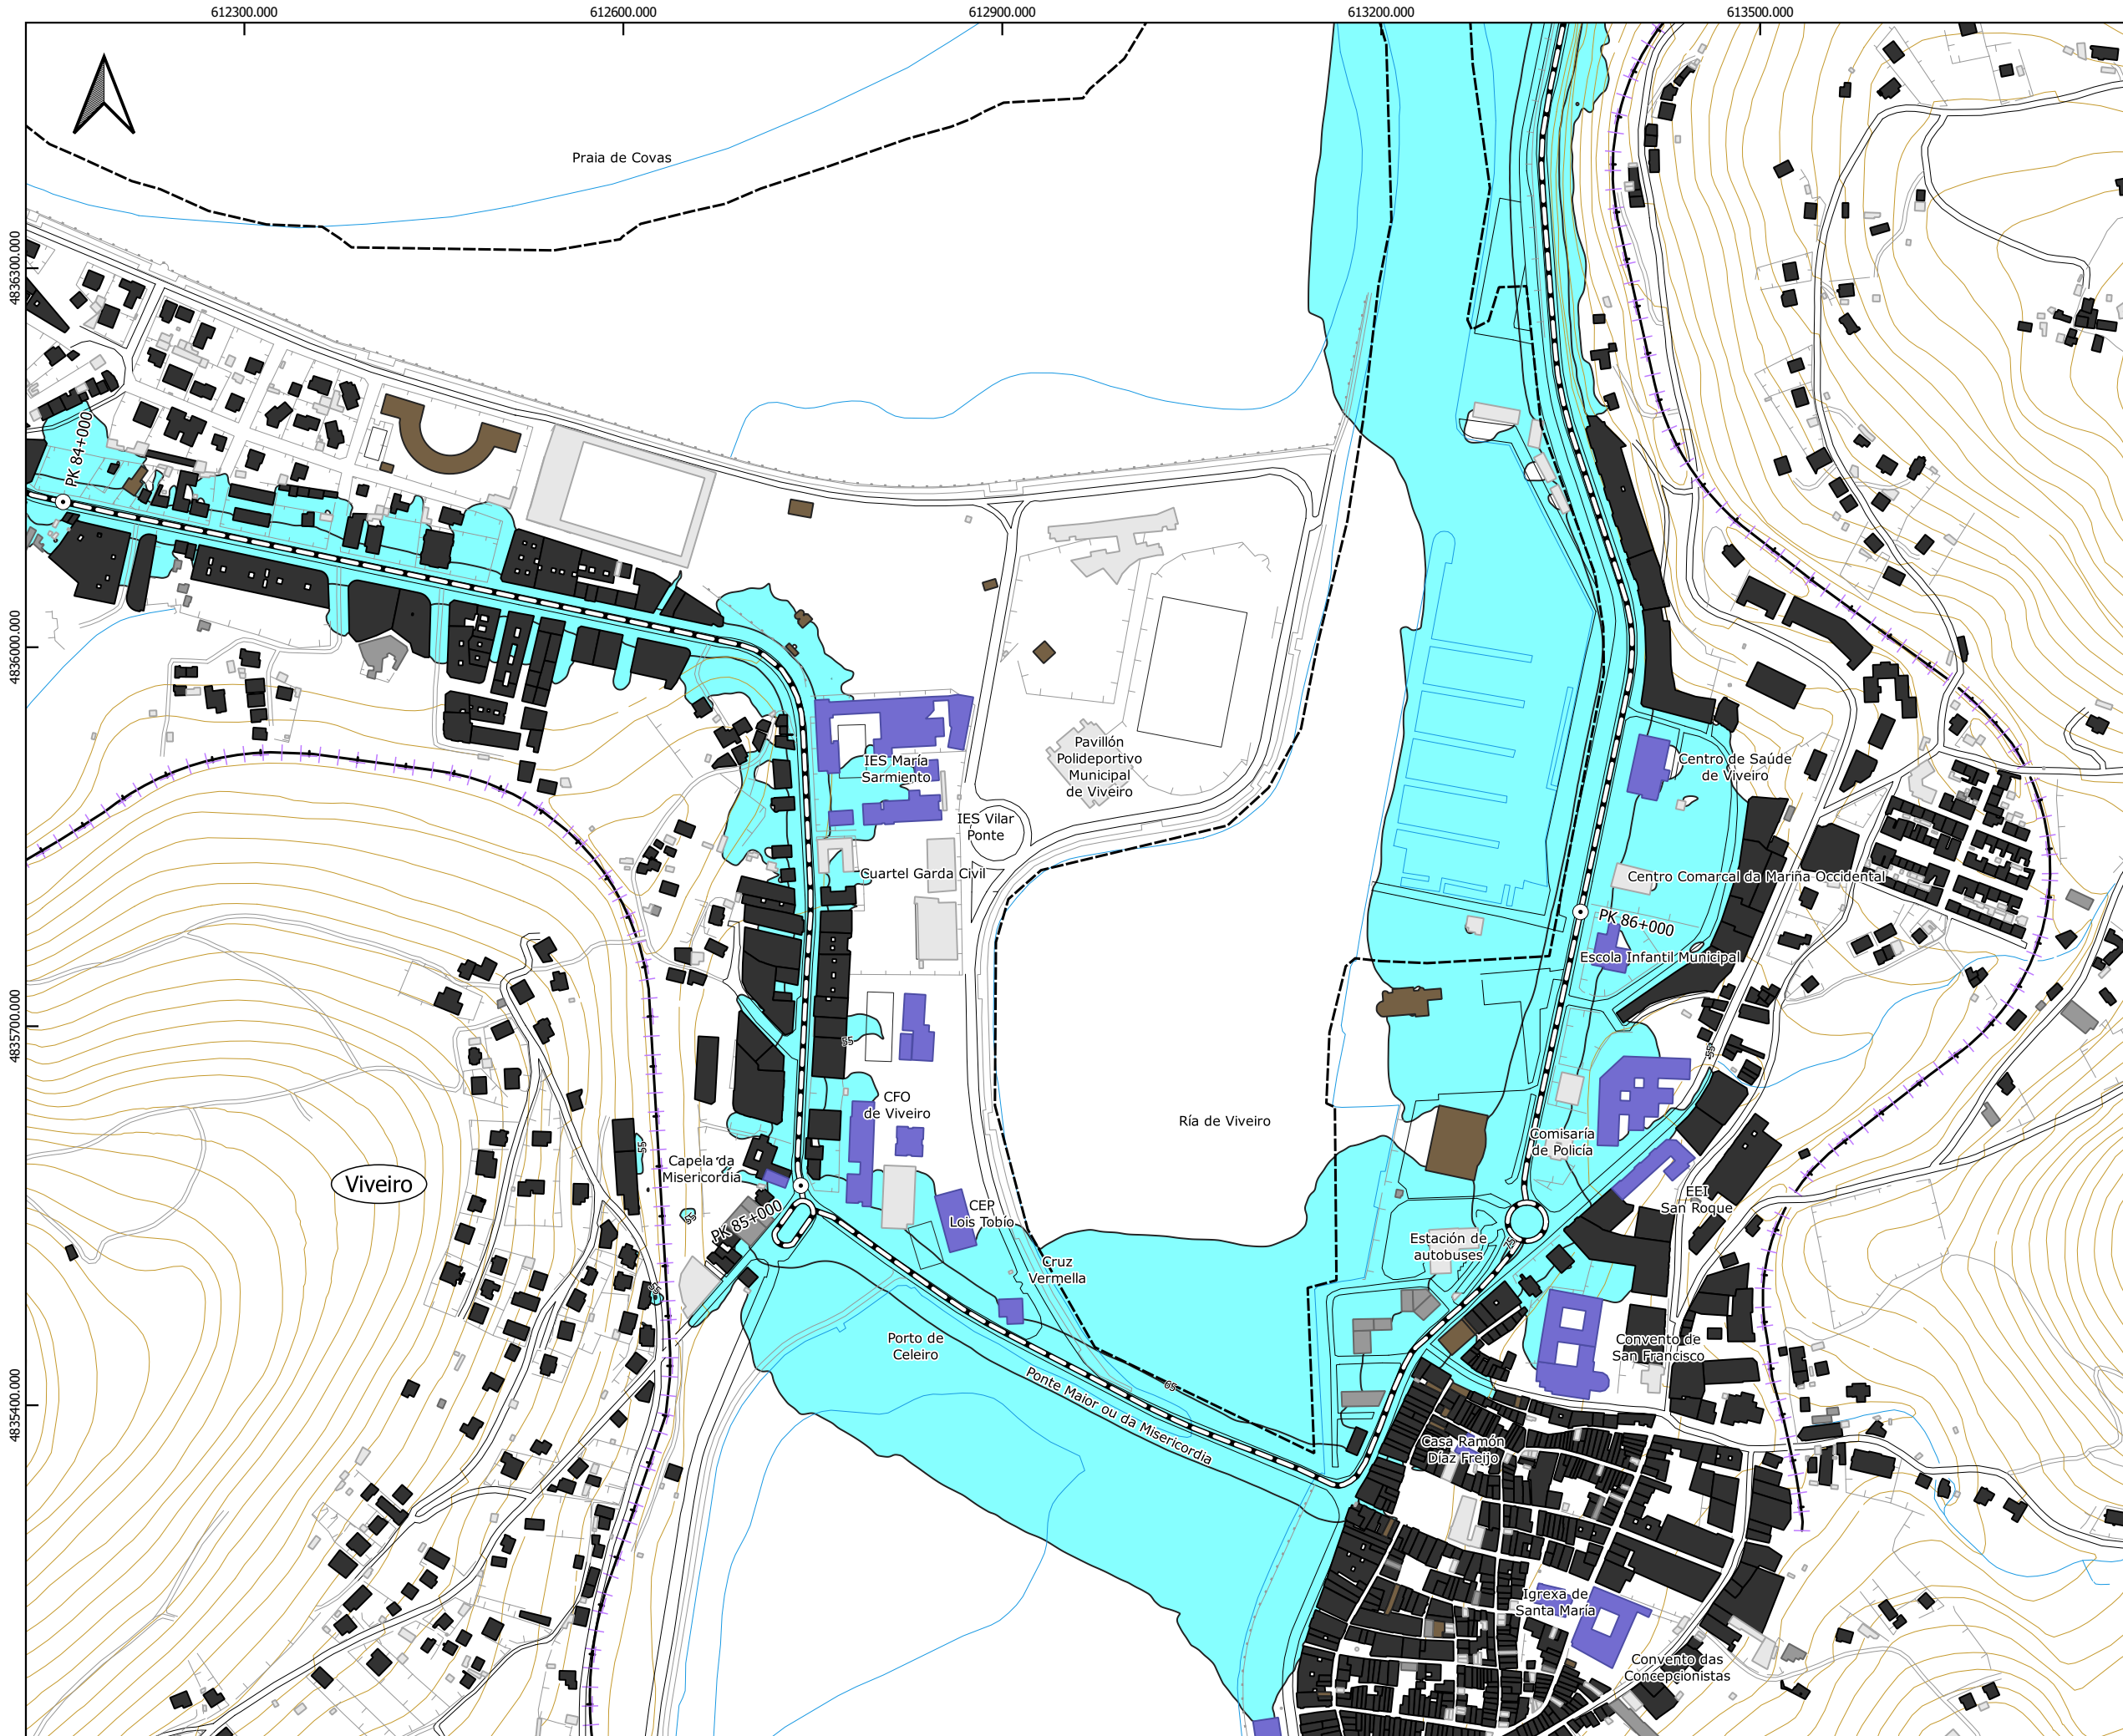 612300.000
612600.000
612900.000
613200.000
613500.000
Praia de Covas
4836300.000
PK 84+000
4836000.000
IES María
Sarmiento
Pavillón
Polideportivo
Municipal
de Viveiro
Centro de Saúde
de Viveiro
IES Vilar
Ponte
Cuartel Garda Civil
Centro Comarcal da Mariña Occidental
PK 86+000
Escola Infantil Municipal
4835700.000
55
55
CFO
de Viveiro
Ría de Viveiro
Comisaría
de Policía
55
Capela da
Misericordia
Viveiro
EEI
San Roque
PK 85+000
55
CEP
Lois Tobío
Estación de
autobuses
Cruz
Vermella
Porto de
Celeiro
Convento de
San Francisco
65
Ponte Maior ou da MIsericordia
4835400.000
Casa Ramón
Díaz Freijo
Igrexa de
Santa María
Convento das
Concepcionistas